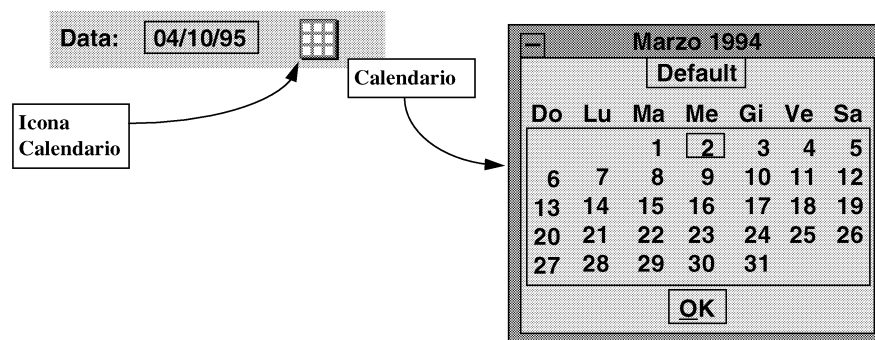 Data: 04/10/95
Icona
Calendario
Calendario
Marzo 1994
Default
Do Lu Ma Me Gi Ve Sa
1 2 3 4 5
6 7 8 9 10 11 12
13 14 15 16 17 18 19
20 21 22 23 24 25 26
27 28 29 30 31
OK